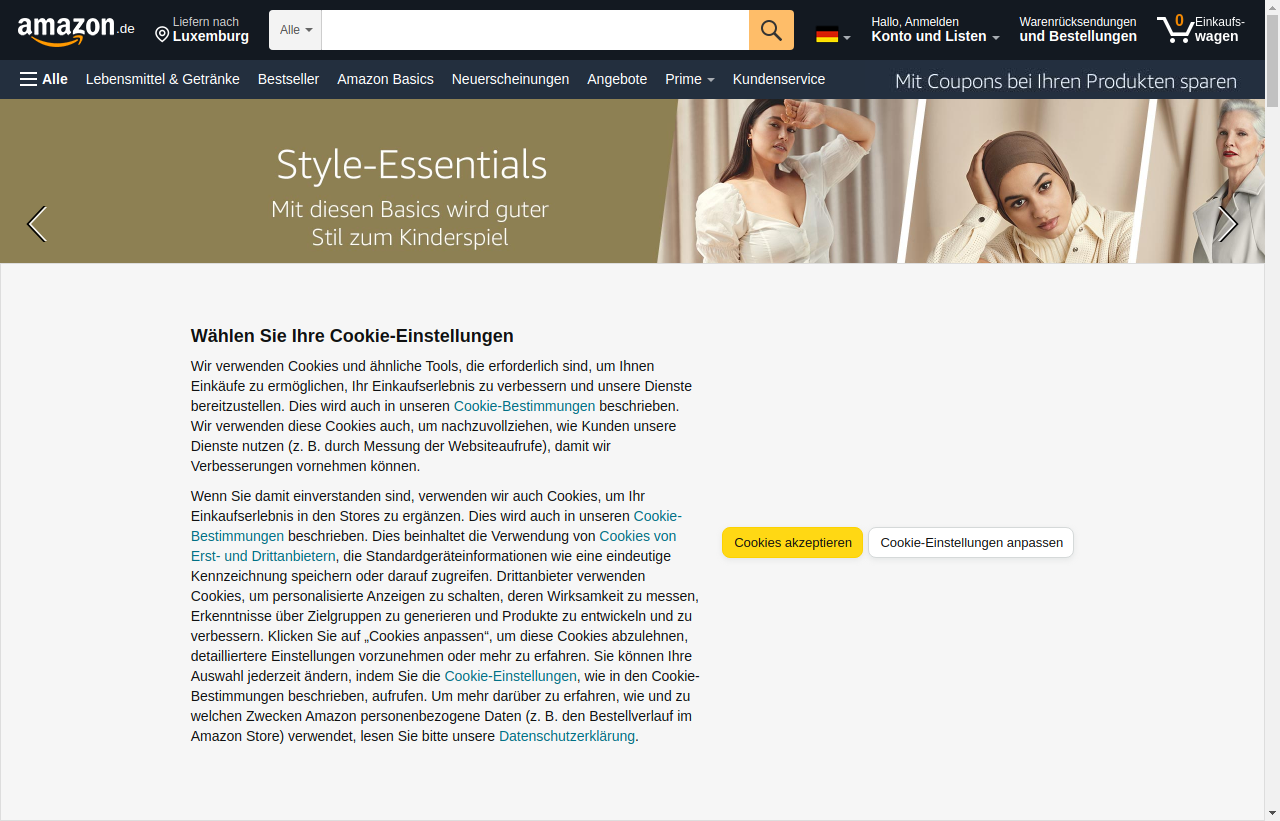 amazon.de
Liefern nach
Luxemburg
Alle
Hallo, Anmelden
Konto und Listen
Warenrücksendungen
und Bestellungen
0
Einkaufs-
wagen
Alle
Lebensmittel & Getränke
Bestseller
Amazon Basics
Neuerscheinungen
Angebote
Prime
Kundenservice
Mit Coupons bei Ihren Produkten sparen
Style-Essentials
Mit diesen Basics wird guter
Stil zum Kinderspiel
Wählen Sie Ihre Cookie-Einstellungen
Wir verwenden Cookies und ähnliche Tools, die erforderlich sind, um Ihnen
Einkäufe zu ermöglichen, Ihr Einkaufserlebnis zu verbessern und unsere Dienste
bereitzustellen. Dies wird auch in unseren Cookie-Bestimmungen beschrieben.
Wir verwenden diese Cookies auch, um nachzuvollziehen, wie Kunden unsere
Dienste nutzen (z. B. durch Messung der Websiteaufrufe), damit wir
Verbesserungen vornehmen können.
Wenn Sie damit einverstanden sind, verwenden wir auch Cookies, um Ihr
Einkaufserlebnis in den Stores zu ergänzen. Dies wird auch in unseren Cookie-
Bestimmungen beschrieben. Dies beinhaltet die Verwendung von Cookies von
Erst- und Drittanbietern, die Standardgeräteinformationen wie eine eindeutige
Kennzeichnung speichern oder darauf zugreifen. Drittanbieter verwenden
Cookies, um personalisierte Anzeigen zu schalten, deren Wirksamkeit zu messen,
Erkenntnisse über Zielgruppen zu generieren und Produkte zu entwickeln und zu
verbessern. Klicken Sie auf „Cookies anpassen“, um diese Cookies abzulehnen,
detailliertere Einstellungen vorzunehmen oder mehr zu erfahren. Sie können Ihre
Auswahl jederzeit ändern, indem Sie die Cookie-Einstellungen, wie in den Cookie-
Bestimmungen beschrieben, aufrufen. Um mehr darüber zu erfahren, wie und zu
welchen Zwecken Amazon personenbezogene Daten (z. B. den Bestellverlauf im
Amazon Store) verwendet, lesen Sie bitte unsere Datenschutzerklärung.
Cookies akzeptieren
Cookie-Einstellungen anpassen